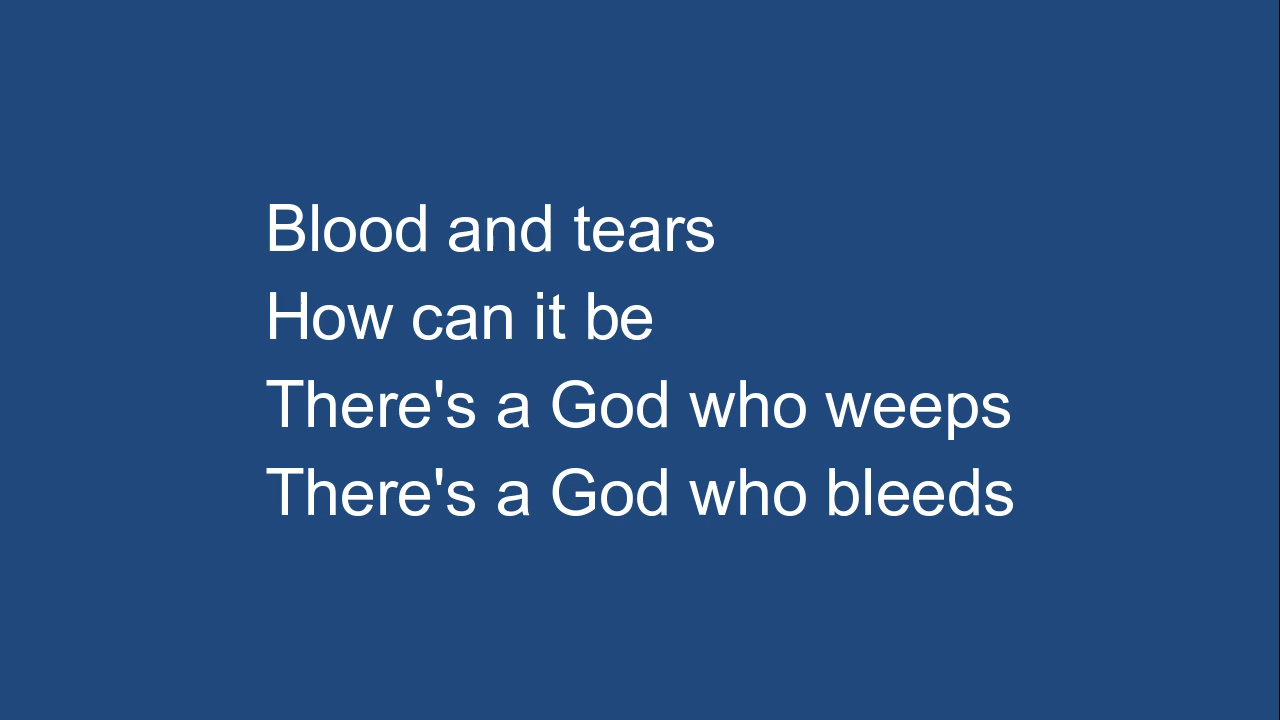 Blood and tears
How can it be
There's a God who weeps
There's a God who bleeds